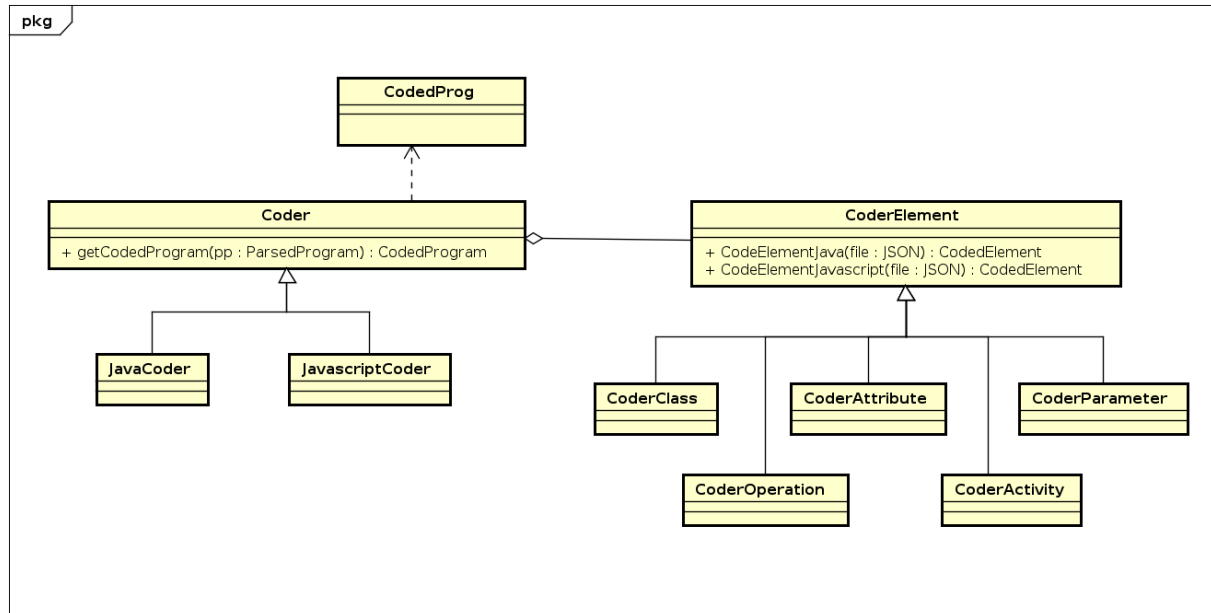 pkg
CodedProg
Coder
+ getCodedProgram(pp : ParsedProgram) : CodedProgram
CoderElement
+ CodeElementJava(file : JSON) : CodedElement
+ CodeElementJavascript(file : JSON) : CodedElement
JavaCoder
JavascriptCoder
CoderClass
CoderAttribute
CoderParameter
CoderOperation
CoderActivity